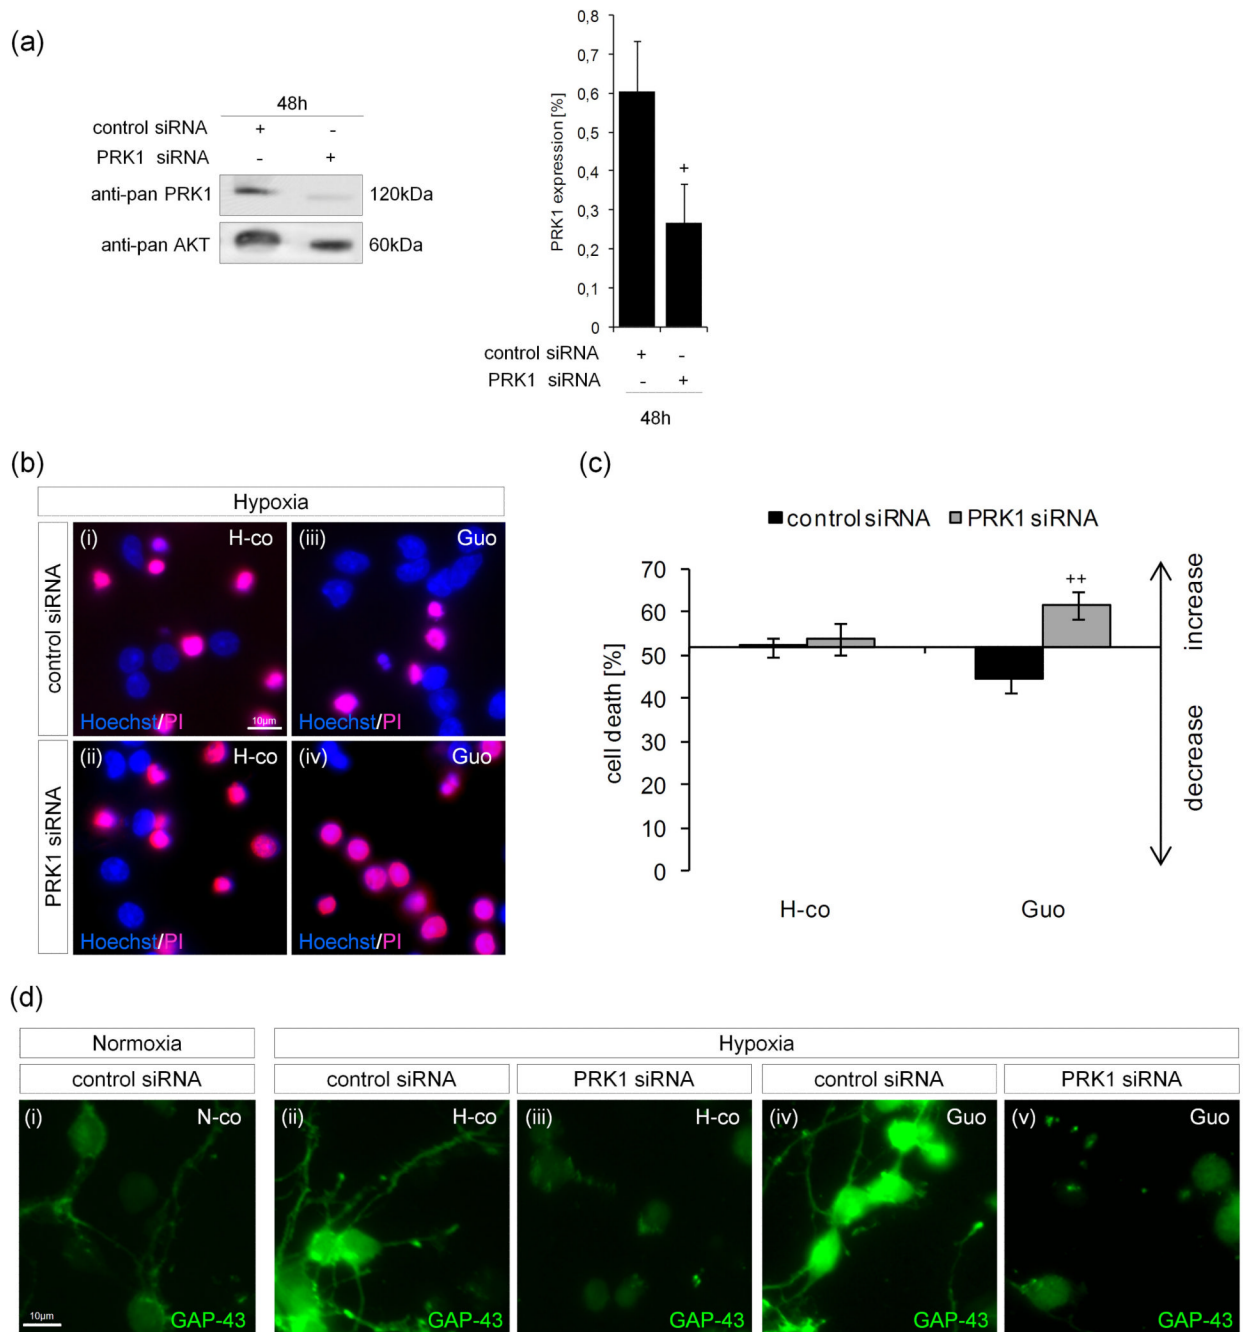 (a)
48h
control siRNA + -
PRK1 siRNA - +
anti-pan PRK1 120kDa
anti-pan AKT 60kDa
PRK1 expression [%]
0,8
0,7
0,6
0,5
0,4
0,3
0,2
0,1
0
+
control siRNA + -
PRK1 siRNA - +
48h
(b)
Hypoxia
control siRNA
(i) H-co
Hoechst/PI
10µm
(iii) Guo
Hoechst/PI
PRK1 siRNA
(ii) H-co
Hoechst/PI
(iv) Guo
Hoechst/PI
(c)
control siRNA PRK1 siRNA
cell death [%]
70
60
50
40
30
20
10
0
++
increase
decrease
H-co Guo
(d)
Normoxia Hypoxia
control siRNA control siRNA PRK1 siRNA control siRNA PRK1 siRNA
(i) N-co (ii) H-co (iii) H-co (iv) Guo (v) Guo
10µm
GAP-43 GAP-43 GAP-43 GAP-43 GAP-43